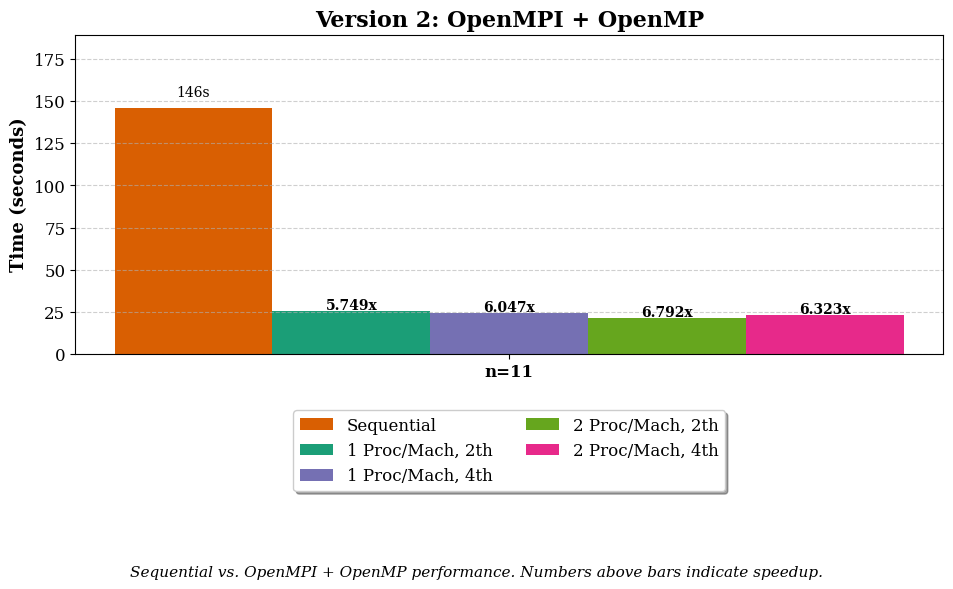 Version 2: OpenMPI + OpenMP
Time (seconds)
175
150
125
100
75
50
25
0
146s
5.749x
6.047x
6.792x
6.323x
n=11
Sequential
1 Proc/Mach, 2th
1 Proc/Mach, 4th
2 Proc/Mach, 2th
2 Proc/Mach, 4th
Sequential vs. OpenMPI + OpenMP performance. Numbers above bars indicate speedup.